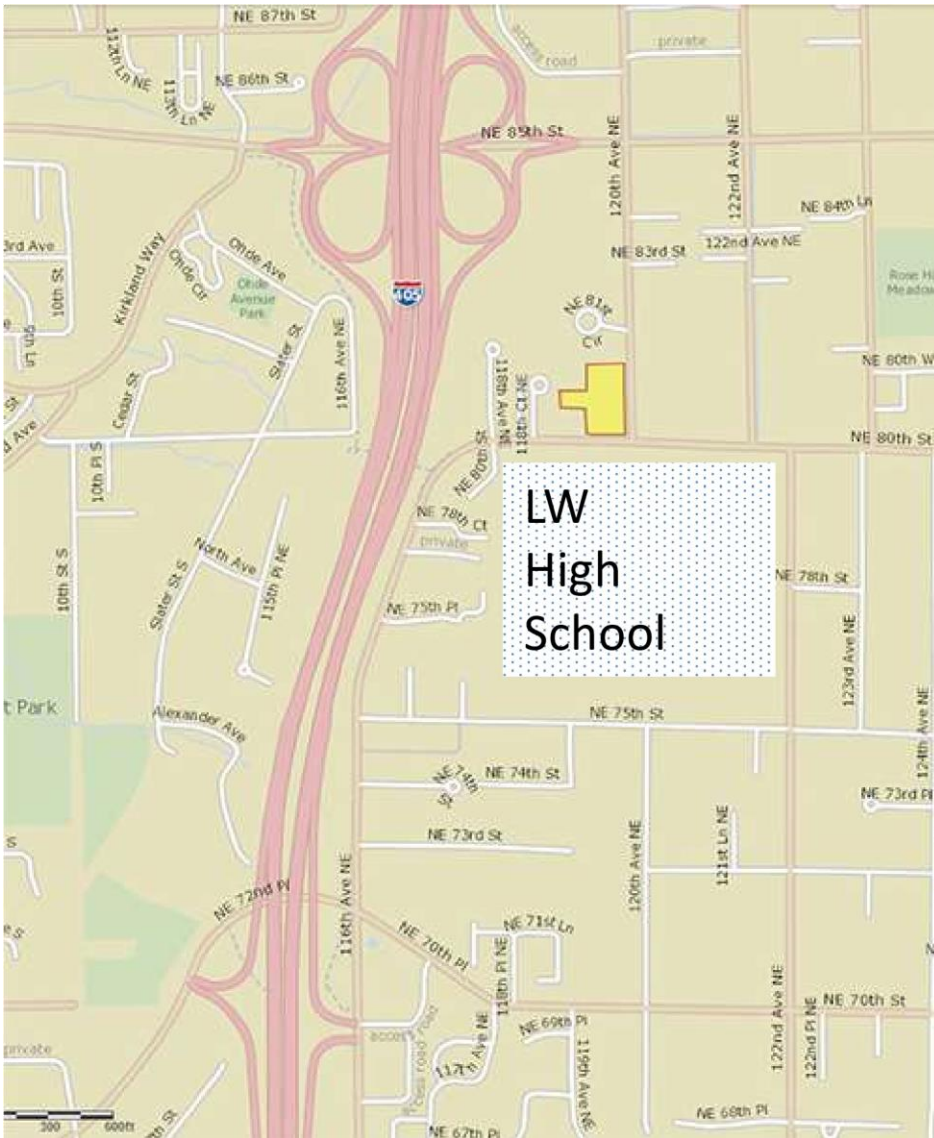 NE 87th St
112th Ln NE
113th Ln NE
NE 86th St
access road
private
NE 85th St
120th Ave NE
122nd Ave NE
NE 84th Ln
122nd Ave NE
NE 83rd St
3rd Ave
10th St
Kirkland Way
Ohde Cir
Ohde Ave
Ohde
Avenue
Park
405
Rose Hi
Meadow
NE 81st
Cir
Slater St
116th Ave NE
118th Ave NE
118th Ct NE
NE 80th W
Cedar St
NE 80th St
NE 80th St
10th Pl S
LW
High
School
NE 78th Ct
private
North Ave
115th Pl NE
Slater St S
10th St S
NE 75th Pl
NE 78th St
123rd Ave NE
t Park
Alexander Ave
NE 75th St
124th Ave NE
NE 74th
St
NE 74th St
NE 73rd Pl
NE 73rd St
120th Ave NE
121st Ln NE
116th Ave NE
NE 72nd Pl
NE 70th Pl
NE 71st Ln
118th Pl NE
122nd Ave NE
122nd Pl NE
NE 70th St
private
access road
access road
117th Ave NE
NE 69th Pl
119th Ave NE
NE 68th Pl
NE 67th Pl
300 600ft